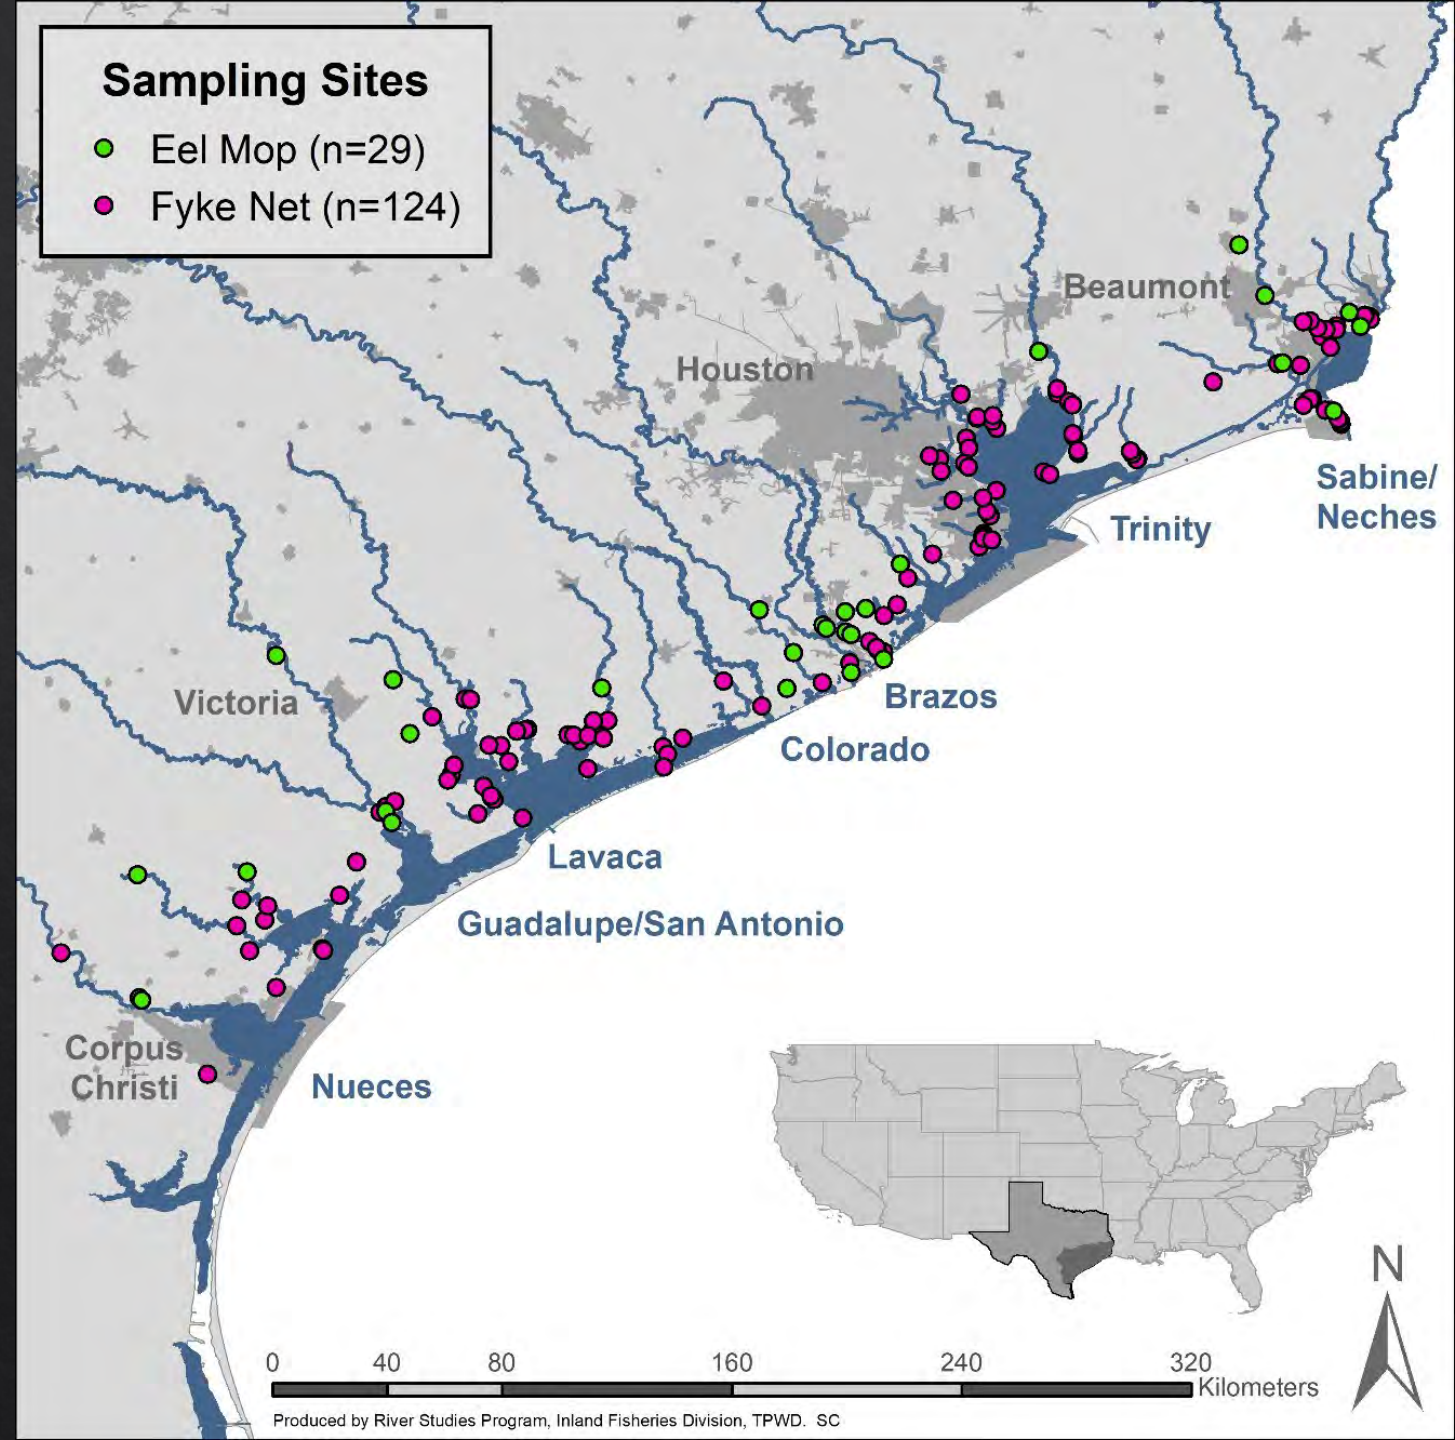 Sampling Sites
Eel Mop (n=29)
Fyke Net (n=124)
Beaumont
Houston
Sabine/
Neches
Trinity
Victoria
Brazos
Colorado
Lavaca
Guadalupe/San Antonio
Corpus
Christi
Nueces
N
0 40 80 160 240 320
Kilometers
Produced by River Studies Program, Inland Fisheries Division, TPWD. SC